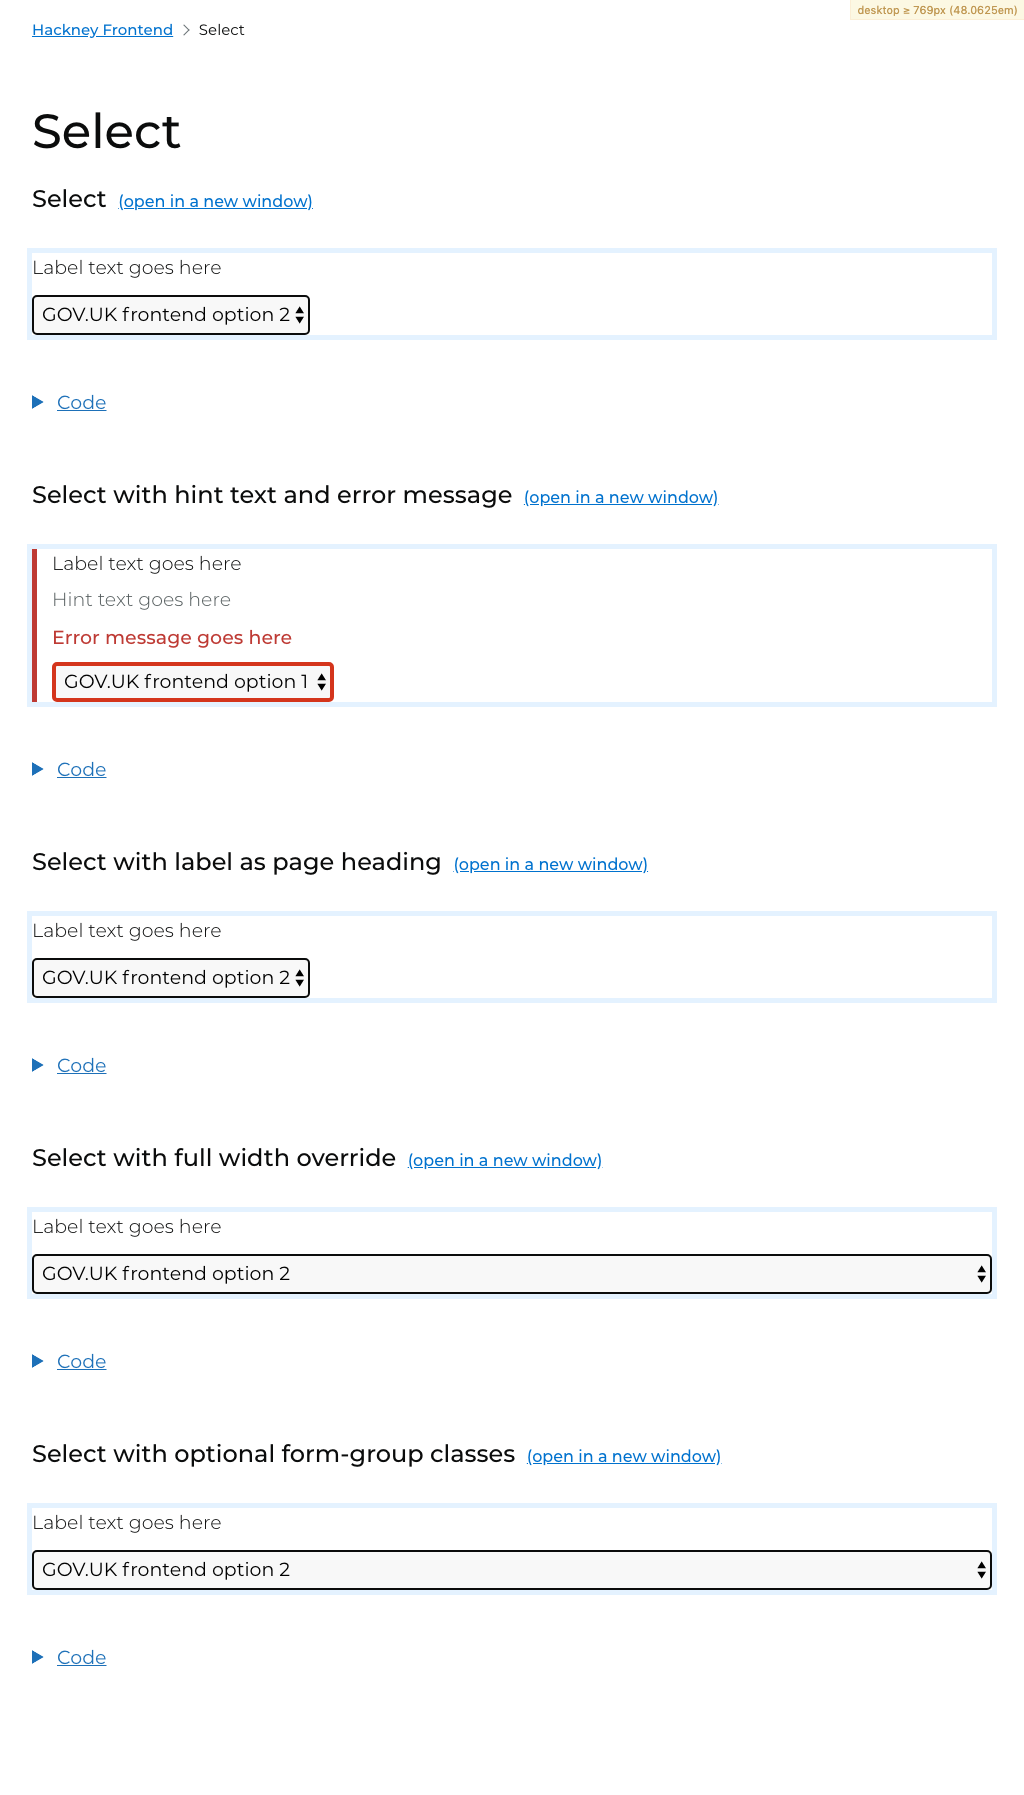 desktop ≥ 769px (48.0625em)
Hackney Frontend Select
Select
Select (open in a new window)
Label text goes here
GOV.UK frontend option 2
Code
Select with hint text and error message (open in a new window)
Label text goes here
Hint text goes here
Error message goes here
GOV.UK frontend option 1
Code
Select with label as page heading (open in a new window)
Label text goes here
GOV.UK frontend option 2
Code
Select with full width override (open in a new window)
Label text goes here
GOV.UK frontend option 2
Code
Select with optional form-group classes (open in a new window)
Label text goes here
GOV.UK frontend option 2
Code